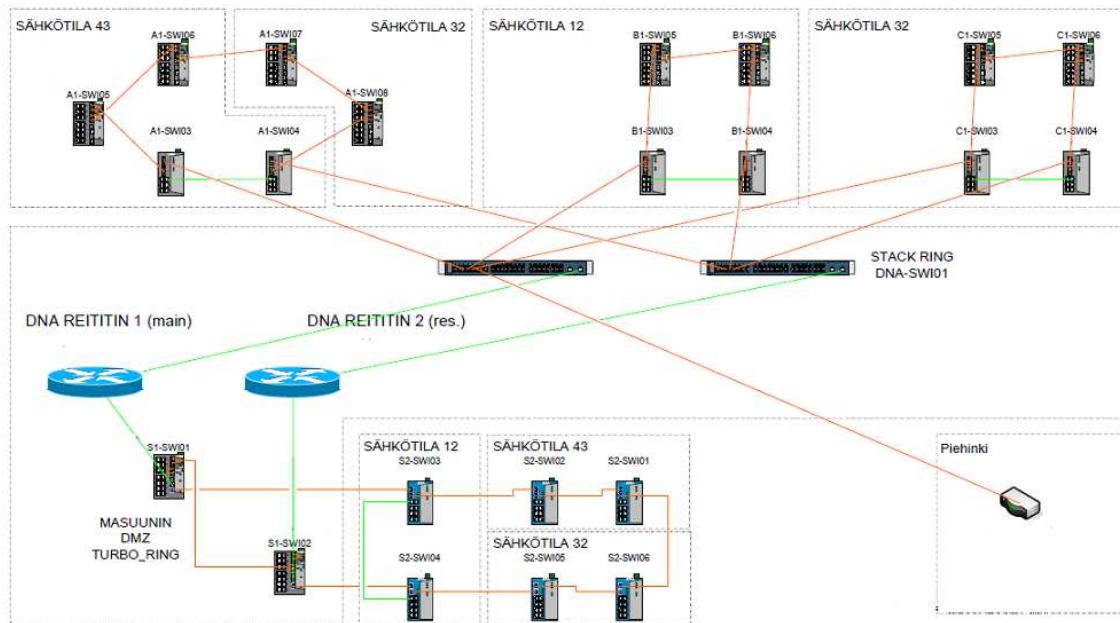 SÄHKÖTILA 43
SÄHKÖTILA 32
SÄHKÖTILA 12
SÄHKÖTILA 32
A1-SWI06
A1-SWI07
B1-SWI05
B1-SWI06
C1-SWI05
C1-SWI06
A1-SWI05
A1-SWI08
A1-SWI03
A1-SWI04
B1-SWI03
B1-SWI04
C1-SWI03
C1-SWI04
STACK RING
DNA-SWI01
DNA REITITIN 1 (main)
DNA REITITIN 2 (res.)
S1-SWI01
SÄHKÖTILA 12
SÄHKÖTILA 43
Piehinki
S2-SWI03
S2-SWI02
S2-SWI01
MASUUNIN
DMZ
TURBO_RING
S1-SWI02
SÄHKÖTILA 32
S2-SWI04
S2-SWI05
S2-SWI06